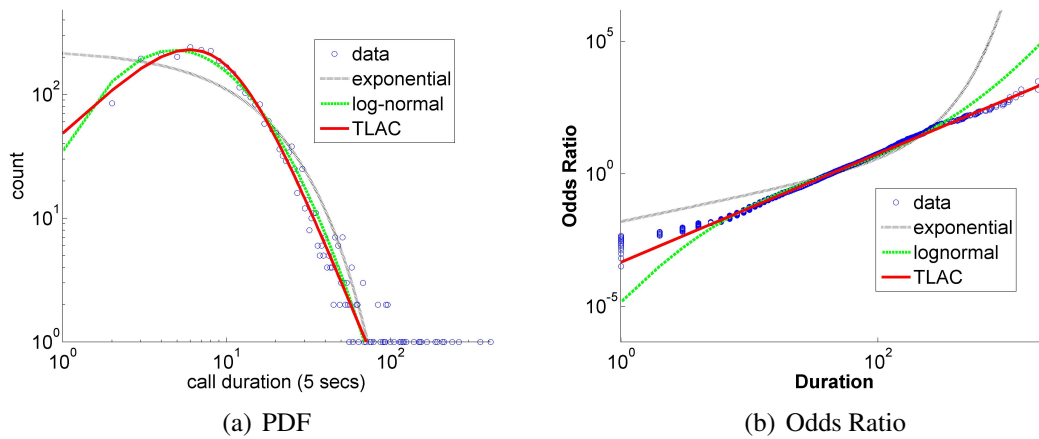 10^2
10^1
10^0
count
10^0
10^1
10^2
call duration (5 secs)
data
exponential
log-normal
TLAC
(a) PDF
10^5
10^0
10^-5
Odds Ratio
10^0
10^2
Duration
data
exponential
lognormal
TLAC
(b) Odds Ratio